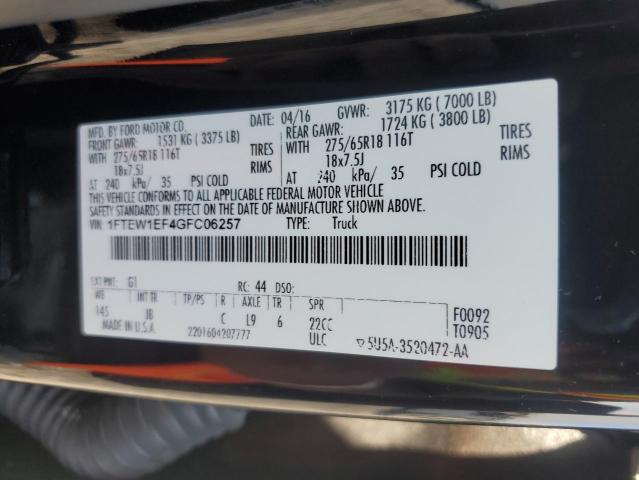 MFD. BY FORD MOTOR CO. DATE: 04/16 GVWR: 3175 KG ( 7000 LB)
FRONT GAWR: 1531 KG ( 3375 LB) REAR GAWR: 1724 KG ( 3800 LB)
WITH 275/65R18 116T TIRES WITH 275/65R18 116T TIRES
18x7.5J RIMS 18x7.5J RIMS
AT 240 kPa/ 35 PSI COLD AT 240 kPa/ 35 PSI COLD
THIS VEHICLE CONFORMS TO ALL APPLICABLE FEDERAL MOTOR VEHICLE
SAFETY STANDARDS IN EFFECT ON THE DATE OF MANUFACTURE SHOWN ABOVE.
VIN: 1FTEW1EF4GFC06257 TYPE: Truck
EXT PNT: G1 RC: 44 DSO:
WB INT TR TP/PS R AXLE TR SPR
145 JB C L9 6 22CC F0092
MADE IN U.S.A. 2201604207777 ULC T0905
5U5A-3520472-AA